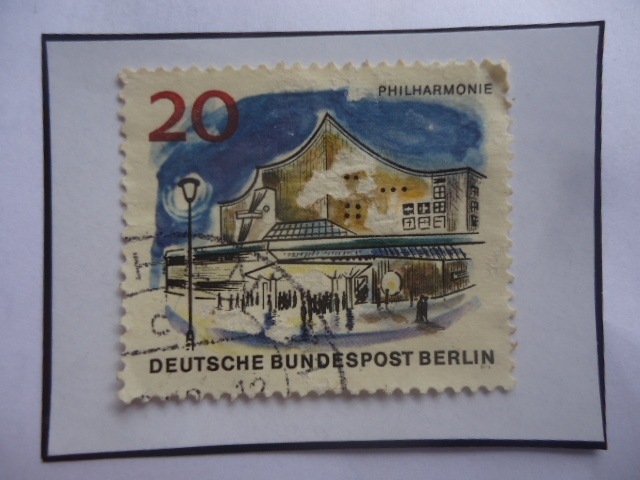 20
PHILHARMONIE
DEUTSCHE BUNDESPOST BERLIN